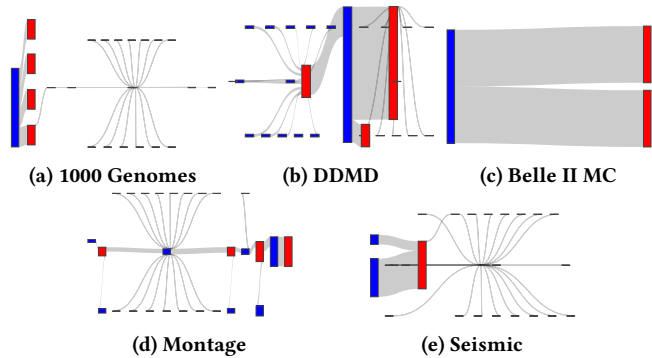 (a) 1000 Genomes
(b) DDMD
(c) Belle II MC
(d) Montage
(e) Seismic